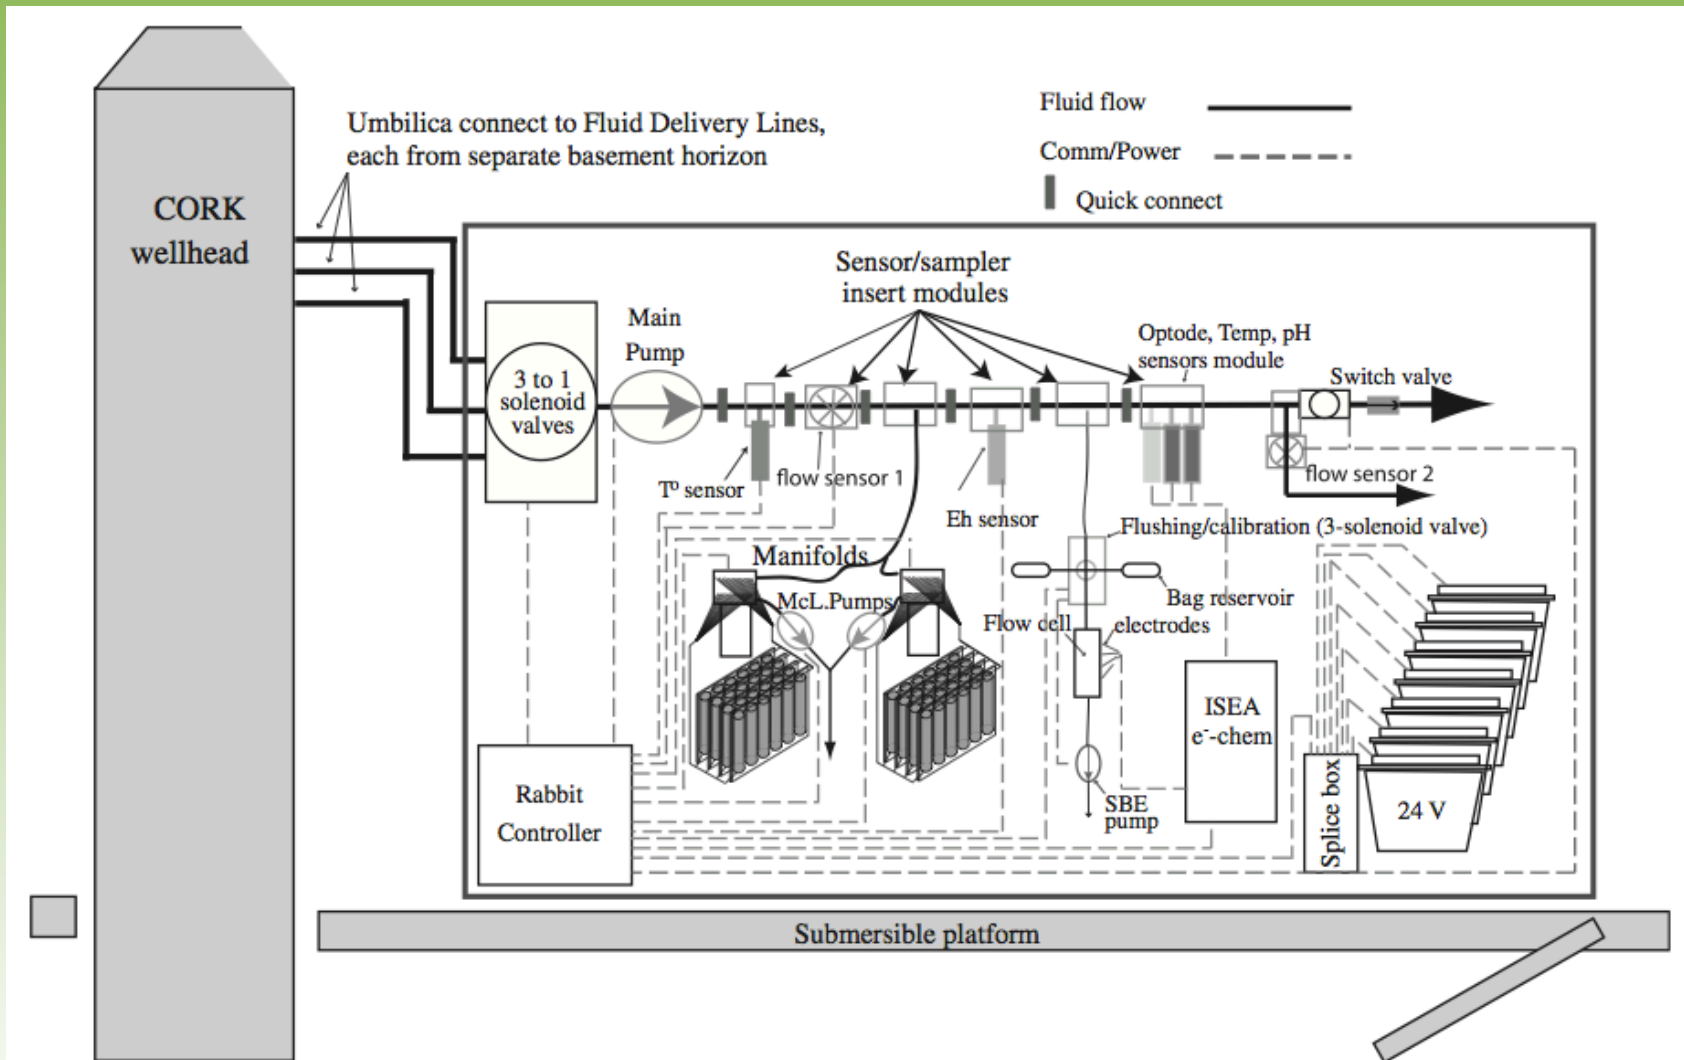 Umbilica connect to Fluid Delivery Lines,
each from separate basement horizon
CORK
wellhead
Fluid flow
Comm/Power
Quick connect
Sensor/sampler
insert modules
Main
Pump
3 to 1
solenoid
valves
Optode, Temp, pH
sensors module
Switch valve
Tº sensor
flow sensor 1
Eh sensor
flow sensor 2
Flushing/calibration (3-solenoid valve)
Manifolds
McL.Pumps
Bag reservoir
Flow cell
electrodes
ISEA
e⁻-chem
SBE
pump
Splice box
24 V
Rabbit
Controller
Submersible platform